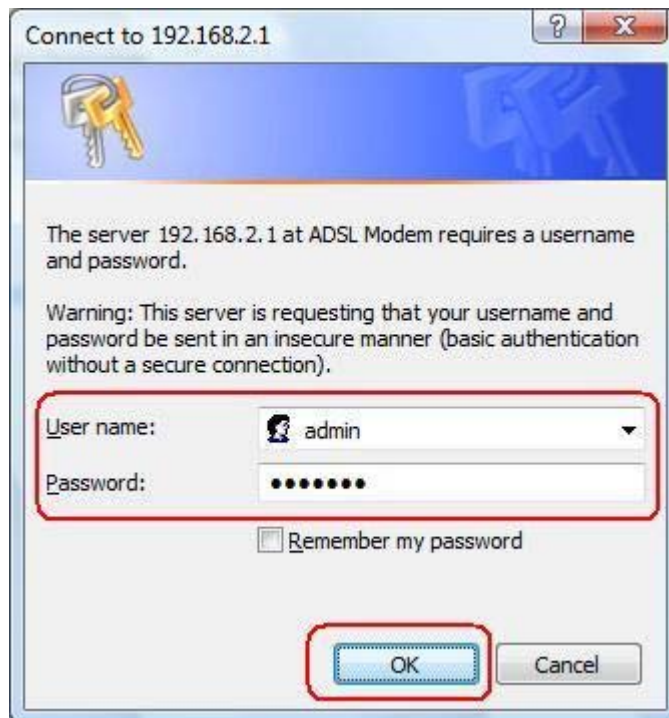 Connect to 192.168.2.1
The server 192.168.2.1 at ADSL Modem requires a username
and password.
Warning: This server is requesting that your username and
password be sent in an insecure manner (basic authentication
without a secure connection).
User name:
admin
Password:
•••••••
Remember my password
OK
Cancel